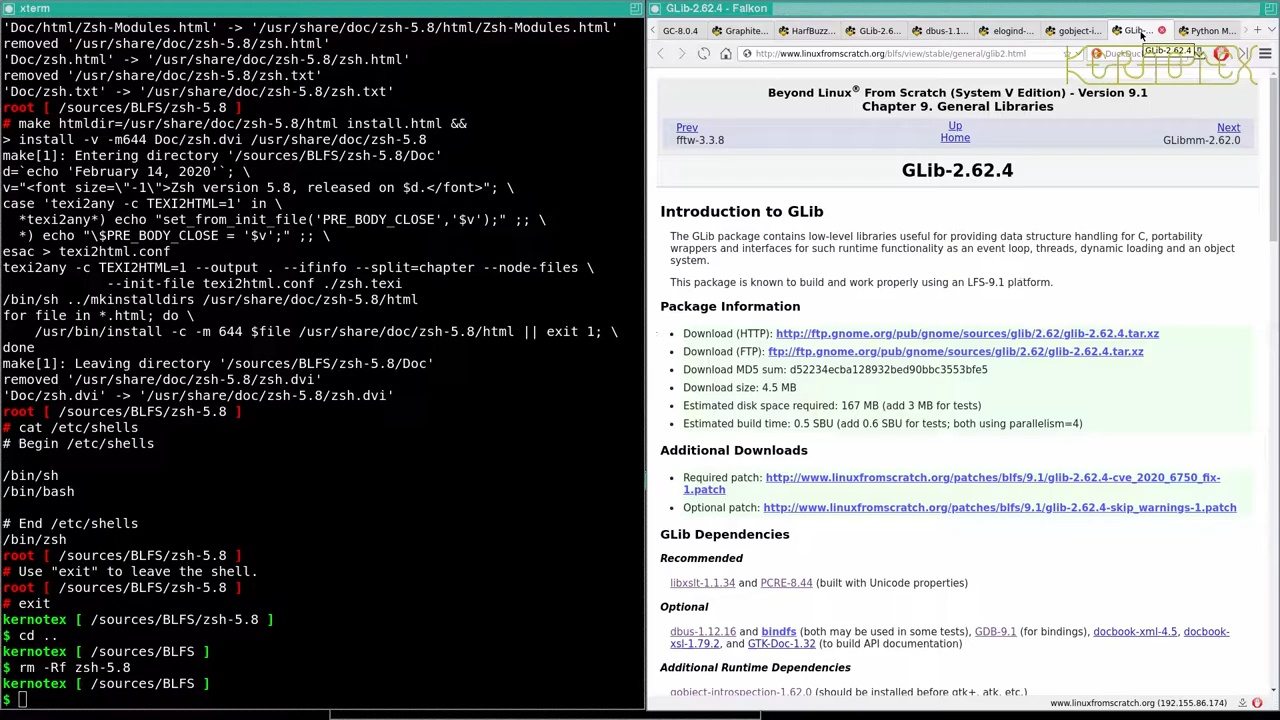 xterm
'Doc/html/Zsh-Modules.html' -> '/usr/share/doc/zsh-5.8/html/Zsh-Modules.html'
removed '/usr/share/doc/zsh-5.8/zsh.html'
'Doc/zsh.html' -> '/usr/share/doc/zsh-5.8/zsh.html'
removed '/usr/share/doc/zsh-5.8/zsh.txt'
'Doc/zsh.txt' -> '/usr/share/doc/zsh-5.8/zsh.txt'
root [ /sources/BLFS/zsh-5.8 ]
# make htmldir=/usr/share/doc/zsh-5.8/html install.html &&
> install -v -m644 Doc/zsh.dvi /usr/share/doc/zsh-5.8
make[1]: Entering directory '/sources/BLFS/zsh-5.8/Doc'
d=`echo 'February 14, 2020'`; \
v="<font size=\"-1\">Zsh version 5.8, released on $d.</font>"; \
case 'texi2any -c TEXI2HTML=1' in \
*texi2any*) echo "set_from_init_file('PRE_BODY_CLOSE','$v');" ;; \
*) echo "\$PRE_BODY_CLOSE = '$v';" ;; \
esac > texi2html.conf
texi2any -c TEXI2HTML=1 --output . --ifinfo --split=chapter --node-files \
--init-file texi2html.conf ./zsh.texi
/bin/sh ../mkinstalldirs /usr/share/doc/zsh-5.8/html
for file in *.html; do \
/usr/bin/install -c -m 644 $file /usr/share/doc/zsh-5.8/html || exit 1; \
done
make[1]: Leaving directory '/sources/BLFS/zsh-5.8/Doc'
removed '/usr/share/doc/zsh-5.8/zsh.dvi'
'Doc/zsh.dvi' -> '/usr/share/doc/zsh-5.8/zsh.dvi'
root [ /sources/BLFS/zsh-5.8 ]
# cat /etc/shells
# Begin /etc/shells
/bin/sh
/bin/bash
# End /etc/shells
/bin/zsh
root [ /sources/BLFS/zsh-5.8 ]
# Use "exit" to leave the shell.
root [ /sources/BLFS/zsh-5.8 ]
# exit
kernotex [ /sources/BLFS/zsh-5.8 ]
$ cd ..
kernotex [ /sources/BLFS ]
$ rm -Rf zsh-5.8
kernotex [ /sources/BLFS ]
$
GLib-2.62.4 - Falkon
GC-8.0.4 Graphite... HarfBuzz... GLib-2.6... dbus-1.1... elogind-... gobject-i... GLib-... Python M...
GLib-2.62.4
http://www.linuxfromscratch.org/blfs/view/stable/general/glib2.html
KERNOTEX
Beyond Linux® From Scratch (System V Edition) - Version 9.1
Chapter 9. General Libraries
Prev Up Next
fftw-3.3.8 Home GLibmm-2.62.0
GLib-2.62.4
Introduction to GLib
The GLib package contains low-level libraries useful for providing data structure handling for C, portability
wrappers and interfaces for such runtime functionality as an event loop, threads, dynamic loading and an object
system.
This package is known to build and work properly using an LFS-9.1 platform.
Package Information
Download (HTTP): http://ftp.gnome.org/pub/gnome/sources/glib/2.62/glib-2.62.4.tar.xz
Download (FTP): ftp://ftp.gnome.org/pub/gnome/sources/glib/2.62/glib-2.62.4.tar.xz
Download MD5 sum: d52234ecba128932bed90bbc3553bfe5
Download size: 4.5 MB
Estimated disk space required: 167 MB (add 3 MB for tests)
Estimated build time: 0.5 SBU (add 0.6 SBU for tests; both using parallelism=4)
Additional Downloads
Required patch: http://www.linuxfromscratch.org/patches/blfs/9.1/glib-2.62.4-cve_2020_6750_fix-
1.patch
Optional patch: http://www.linuxfromscratch.org/patches/blfs/9.1/glib-2.62.4-skip_warnings-1.patch
GLib Dependencies
Recommended
libxslt-1.1.34 and PCRE-8.44 (built with Unicode properties)
Optional
dbus-1.12.16 and bindfs (both may be used in some tests), GDB-9.1 (for bindings), docbook-xml-4.5, docbook-
xsl-1.79.2, and GTK-Doc-1.32 (to build API documentation)
Additional Runtime Dependencies
gobject-introspection-1.62.0 (should be installed before gtk+, atk, etc.)
www.linuxfromscratch.org (192.155.86.174)